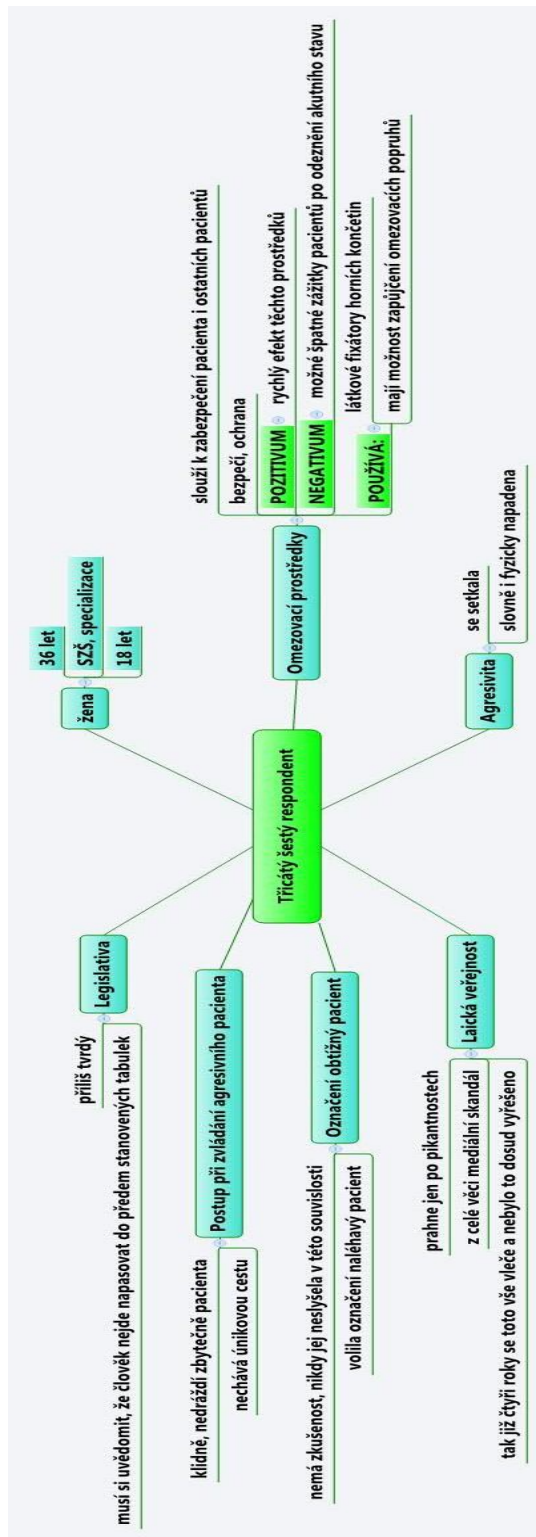 Třicátý šestý respondent
žena
36 let
SZŠ, specializace
18 let
Omezovací prostředky
slouží k zabezpečení pacienta i ostatních pacientů
bezpečí, ochrana
POZITIVUM
rychlý efekt těchto prostředků
NEGATIVUM
možné špatné zážitky pacientů po odeznění akutního stavu
POUŽÍVÁ:
látkové fixátory horních končetin
mají možnost zapůjčení omezovacích popruhů
Agresivita
se setkala
slovně i fyzicky napadena
Legislativa
příliš tvrdý
musí si uvědomit, že člověk nejde napasovat do předem stanovených tabulek
Postup při zvládání agresivního pacienta
klidně, nedráždí zbytečně pacienta
nechává únikovou cestu
Označení obtížný pacient
nemá zkušenost, nikdy jej neslyšela v této souvislosti
volila označení naléhavý pacient
Laická veřejnost
prahne jen po pikantnostech
z celé věci mediální skandál
tak již čtyři roky se toto vše vleče a nebylo to dosud vyřešeno